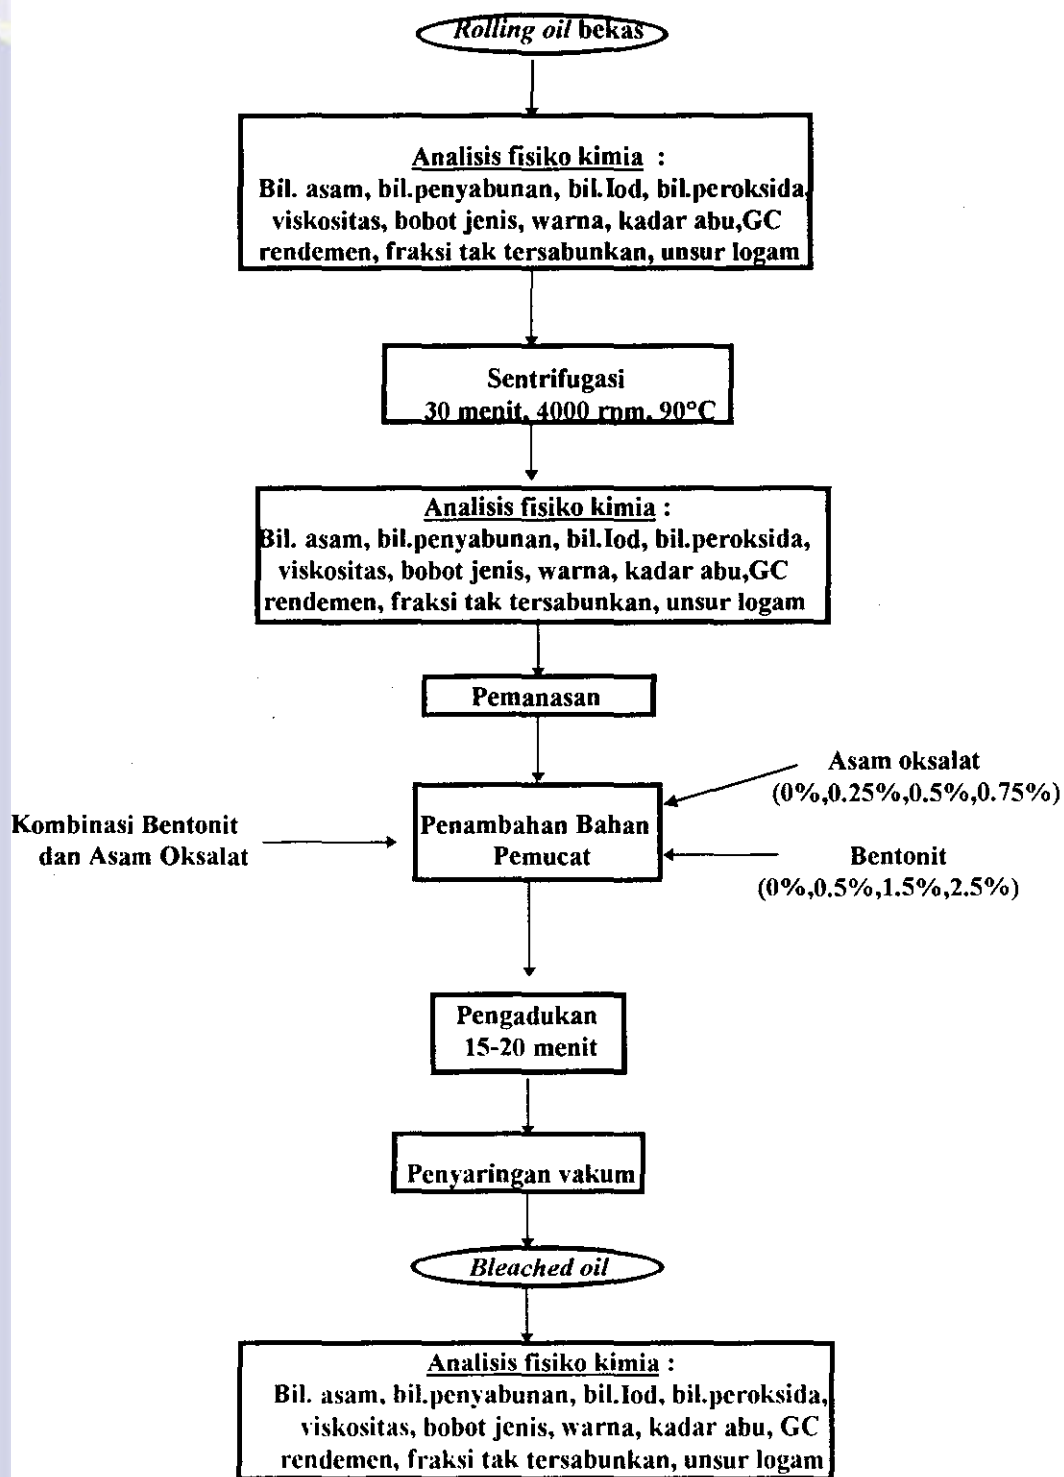 Rolling oil bekas
Analisis fisiko kimia :
Bil. asam, bil.penyabunan, bil.Iod, bil.peroksida,
viskositas, bobot jenis, warna, kadar abu,GC
rendemen, fraksi tak tersabunkan, unsur logam
Sentrifugasi
30 menit, 4000 rpm, 90°C
Analisis fisiko kimia :
Bil. asam, bil.penyabunan, bil.Iod, bil.peroksida,
viskositas, bobot jenis, warna, kadar abu,GC
rendemen, fraksi tak tersabunkan, unsur logam
Pemanasan
Asam oksalat
(0%,0.25%,0.5%,0.75%)
Kombinasi Bentonit
dan Asam Oksalat
Penambahan Bahan
Pemucat
Bentonit
(0%,0.5%,1.5%,2.5%)
Pengadukan
15-20 menit
Penyaringan vakum
Bleached oil
Analisis fisiko kimia :
Bil. asam, bil.penyabunan, bil.Iod, bil.peroksida,
viskositas, bobot jenis, warna, kadar abu, GC
rendemen, fraksi tak tersabunkan, unsur logam